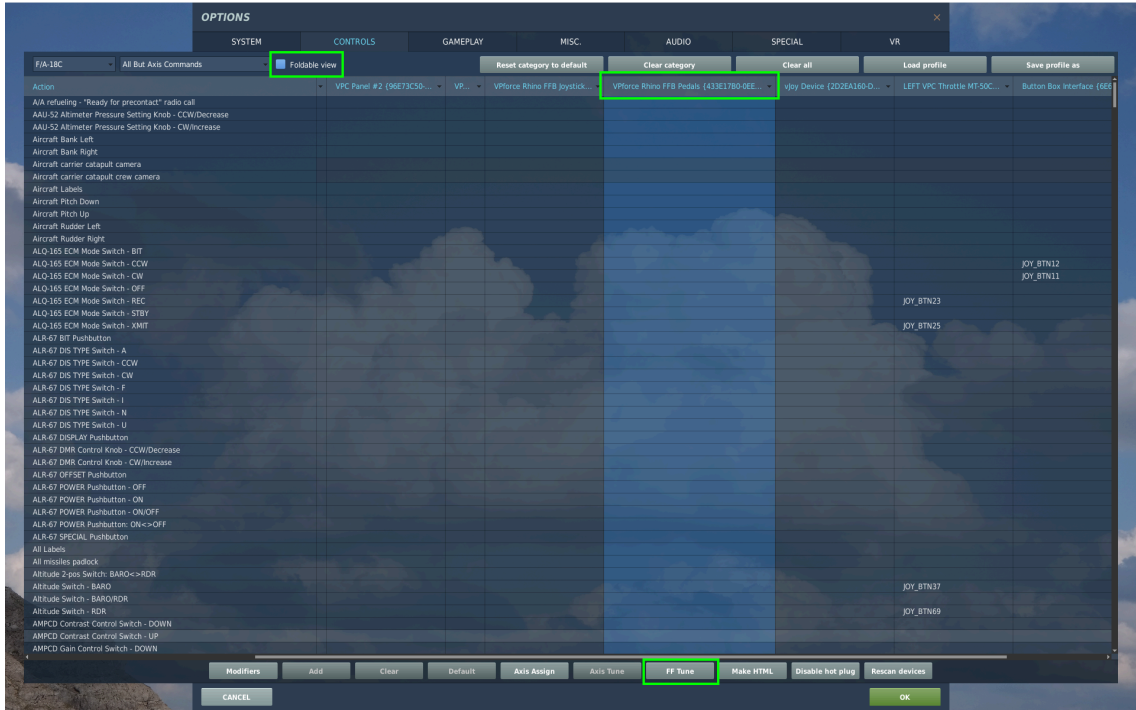 OPTIONS
SYSTEM CONTROLS GAMEPLAY MISC. AUDIO SPECIAL VR
F/A-18C All But Axis Commands Foldable view Reset category to default Clear category Clear all Load profile Save profile as
Action VPC Panel #2 {96E73C50-... VP... VPforce Rhino FFB Joystick... VPforce Rhino FFB Pedals {433E17B0-0EE... vJoy Device {2D2EA160-D... LEFT VPC Throttle MT-50C... Button Box Interface {6E6
A/A refueling - "Ready for precontact" radio call
AAU-52 Altimeter Pressure Setting Knob - CCW/Decrease
AAU-52 Altimeter Pressure Setting Knob - CW/Increase
Aircraft Bank Left
Aircraft Bank Right
Aircraft carrier catapult camera
Aircraft carrier catapult crew camera
Aircraft Labels
Aircraft Pitch Down
Aircraft Pitch Up
Aircraft Rudder Left
Aircraft Rudder Right
ALQ-165 ECM Mode Switch - BIT
ALQ-165 ECM Mode Switch - CCW JOY_BTN12
ALQ-165 ECM Mode Switch - CW JOY_BTN11
ALQ-165 ECM Mode Switch - OFF
ALQ-165 ECM Mode Switch - REC JOY_BTN23
ALQ-165 ECM Mode Switch - STBY
ALQ-165 ECM Mode Switch - XMIT JOY_BTN25
ALR-67 BIT Pushbutton
ALR-67 DIS TYPE Switch - A
ALR-67 DIS TYPE Switch - CCW
ALR-67 DIS TYPE Switch - CW
ALR-67 DIS TYPE Switch - F
ALR-67 DIS TYPE Switch - I
ALR-67 DIS TYPE Switch - N
ALR-67 DIS TYPE Switch - U
ALR-67 DISPLAY Pushbutton
ALR-67 DMR Control Knob - CCW/Decrease
ALR-67 DMR Control Knob - CW/Increase
ALR-67 OFFSET Pushbutton
ALR-67 POWER Pushbutton - OFF
ALR-67 POWER Pushbutton - ON
ALR-67 POWER Pushbutton - ON/OFF
ALR-67 POWER Pushbutton: ON<>OFF
ALR-67 SPECIAL Pushbutton
All Labels
All missiles padlock
Altitude 2-pos Switch: BARO<>RDR
Altitude Switch - BARO JOY_BTN37
Altitude Switch - BARO/RDR
Altitude Switch - RDR JOY_BTN69
AMPCD Contrast Control Switch - DOWN
AMPCD Contrast Control Switch - UP
AMPCD Gain Control Switch - DOWN
Modifiers Add Clear Default Axis Assign Axis Tune FF Tune Make HTML Disable hot plug Rescan devices
CANCEL OK